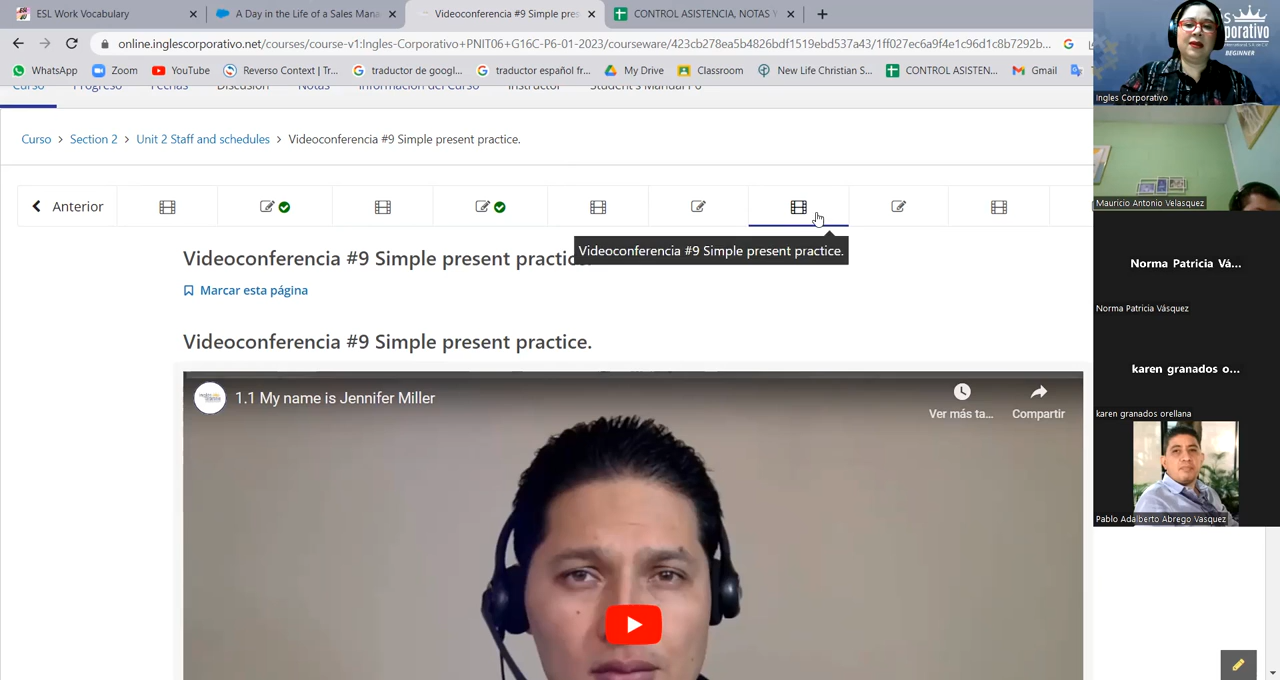 ESL Work Vocabulary
A Day in the Life of a Sales Mana
Videoconferencia #9 Simple pres
CONTROL ASISTENCIA, NOTAS Y
online.inglescorporativo.net/courses/course-v1:Ingles-Corporativo+PNIT06+G16C-P6-01-2023/courseware/423cb278ea5b4826bdf1519ebd537a43/1ff027ec6a9f4e1c96d1c8b7292b...
WhatsApp
Zoom
YouTube
Reverso Context | Tr...
traductor de googl...
traductor español fr...
My Drive
Classroom
New Life Christian S...
CONTROL ASISTEN...
Gmail
Curso
Progreso
Fechas
Discusión
Notas
Información del Curso
Instructor
Student's Manual P6
Curso > Section 2 > Unit 2 Staff and schedules > Videoconferencia #9 Simple present practice.
Anterior
Videoconferencia #9 Simple present practice.
Videoconferencia #9 Simple present practice.
Marcar esta página
Videoconferencia #9 Simple present practice.
1.1 My name is Jennifer Miller
Ver más ta...
Compartir
BEGINNER
Ingles Corporativo
Mauricio Antonio Velasquez
Norma Patricia Vá...
Norma Patricia Vásquez
karen granados o...
karen granados orellana
Pablo Adalberto Abrego Vasquez